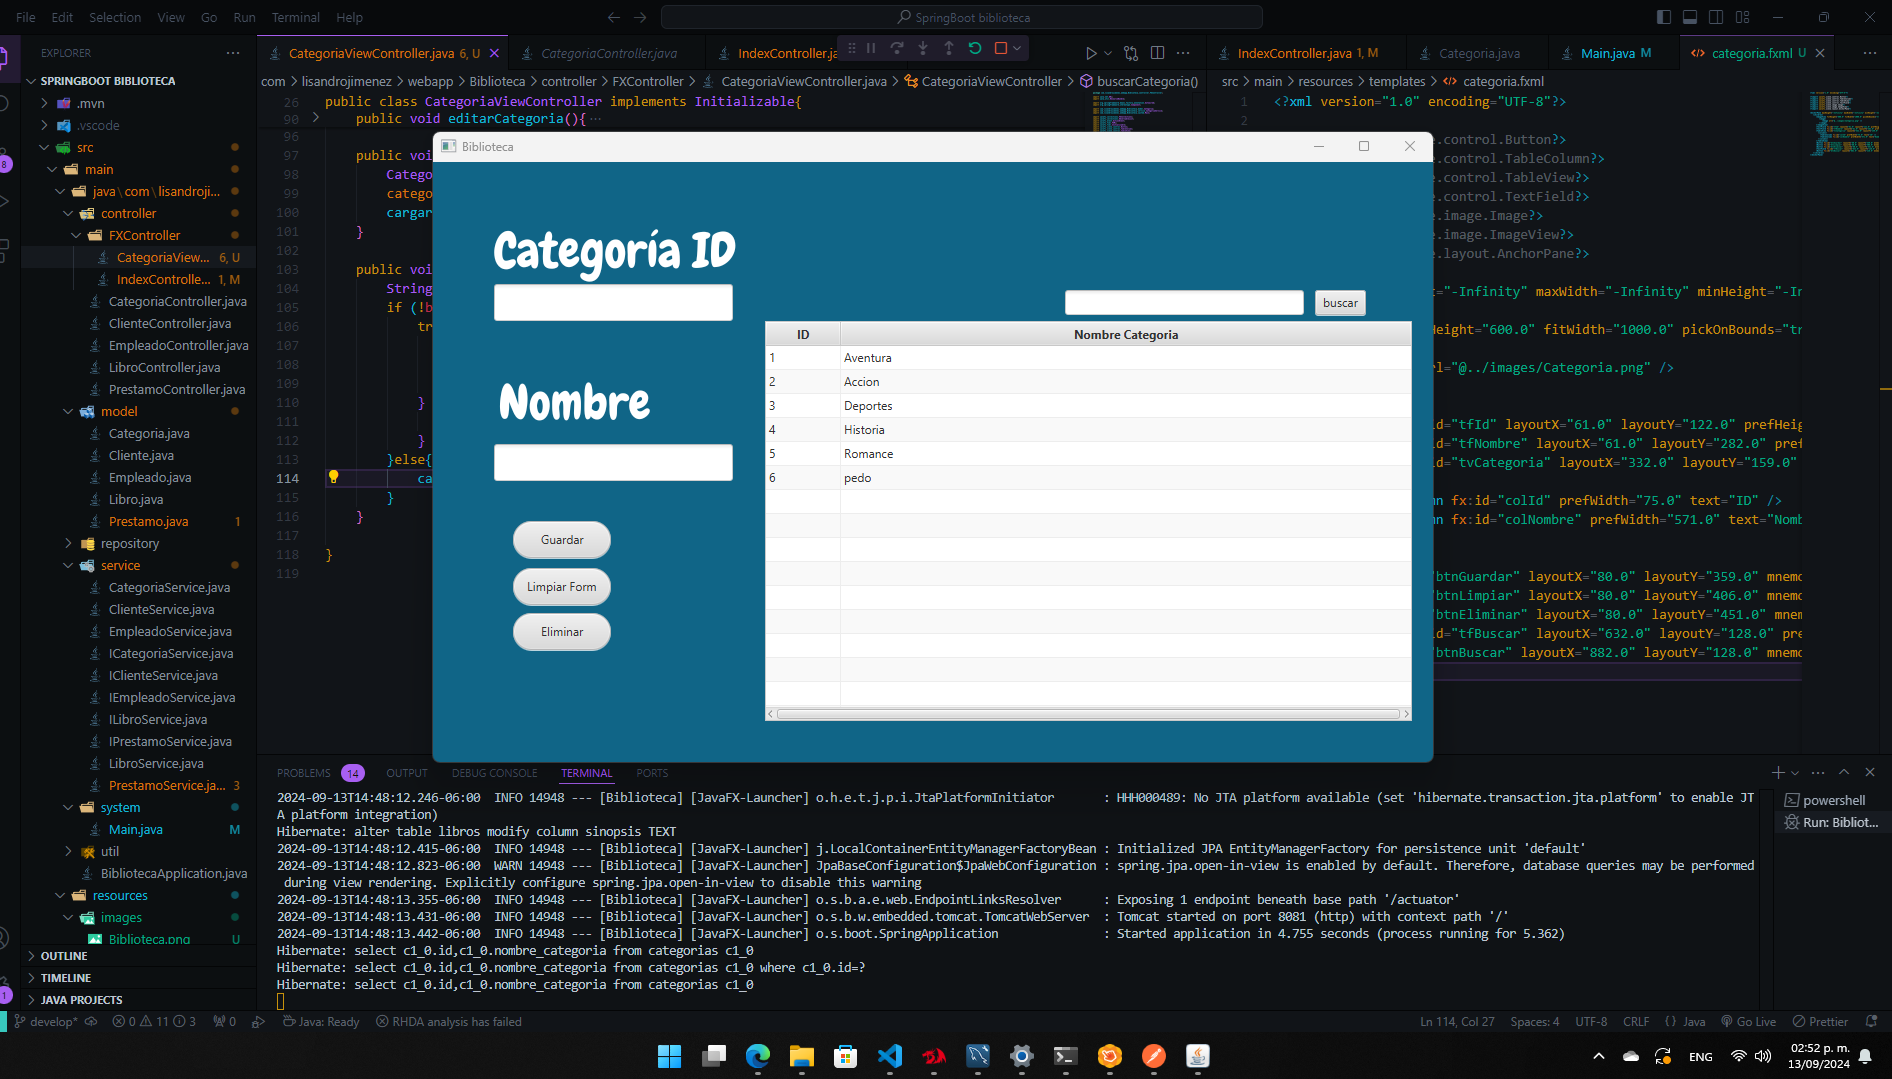 File Edit Selection View Go Run Terminal Help
SpringBoot biblioteca
EXPLORER
SPRINGBOOT BIBLIOTECA
.mvn
.vscode
src
main
java\com\lisandroji...
controller
FXController
CategoriaView... 6, U
IndexControlle... 1, M
CategoriaController.java
ClienteController.java
EmpleadoController.java
LibroController.java
PrestamoController.java
model
Categoria.java
Cliente.java
Empleado.java
Libro.java
Prestamo.java 1
repository
service
CategoriaService.java
ClienteService.java
EmpleadoService.java
ICategoriaService.java
IClienteService.java
IEmpleadoService.java
ILibroService.java
IPrestamoService.java
LibroService.java
PrestamoService.ja... 3
system
Main.java M
util
BibliotecaApplication.java
resources
images
Biblioteca.png U
OUTLINE
TIMELINE
JAVA PROJECTS
8
1
CategoriaViewController.java 6, U
CategoriaController.java
IndexController.ja
com > lisandrojimenez > webapp > Biblioteca > controller > FXController > CategoriaViewController.java > CategoriaViewController > buscarCategoria()
26 public class CategoriaViewController implements Initializable{
90 public void editarCategoria(){...
96
97 public voi
98 Catego
99 catego
100 cargar
101 }
102
103 public voi
104 String
105 if (!b
106 tr
107
108
109
110 }
111
112 }
113 }else{
114 ca
115 }
116 }
117
118 }
119
IndexController.java 1, M
Categoria.java
Main.java M
categoria.fxml U
src > main > resources > templates > categoria.fxml
1 <?xml version="1.0" encoding="UTF-8"?>
2
.control.Button?>
.control.TableColumn?>
.control.TableView?>
.control.TextField?>
.image.Image?>
.image.ImageView?>
.layout.AnchorPane?>
="-Infinity" maxWidth="-Infinity" minHeight="-In
Height="600.0" fitWidth="1000.0" pickOnBounds="tr
rl="@../images/Categoria.png" />
d="tfId" layoutX="61.0" layoutY="122.0" prefHeig
d="tfNombre" layoutX="61.0" layoutY="282.0" pref
d="tvCategoria" layoutX="332.0" layoutY="159.0"
n fx:id="colId" prefWidth="75.0" text="ID" />
n fx:id="colNombre" prefWidth="571.0" text="Nomb
"btnGuardar" layoutX="80.0" layoutY="359.0" mnemo
"btnLimpiar" layoutX="80.0" layoutY="406.0" mnemo
"btnEliminar" layoutX="80.0" layoutY="451.0" mnem
d="tfBuscar" layoutX="632.0" layoutY="128.0" pre
"btnBuscar" layoutX="882.0" layoutY="128.0" mnemo
Biblioteca
Categoría ID
Nombre
Guardar
Limpiar Form
Eliminar
buscar
ID Nombre Categoria
1 Aventura
2 Accion
3 Deportes
4 Historia
5 Romance
6 pedo
PROBLEMS 14 OUTPUT DEBUG CONSOLE TERMINAL PORTS
2024-09-13T14:48:12.246-06:00 INFO 14948 --- [Biblioteca] [JavaFX-Launcher] o.h.e.t.j.p.i.JtaPlatformInitiator : HHH000489: No JTA platform available (set 'hibernate.transaction.jta.platform' to enable JT
A platform integration)
Hibernate: alter table libros modify column sinopsis TEXT
2024-09-13T14:48:12.415-06:00 INFO 14948 --- [Biblioteca] [JavaFX-Launcher] j.LocalContainerEntityManagerFactoryBean : Initialized JPA EntityManagerFactory for persistence unit 'default'
2024-09-13T14:48:12.823-06:00 WARN 14948 --- [Biblioteca] [JavaFX-Launcher] JpaBaseConfiguration$JpaWebConfiguration : spring.jpa.open-in-view is enabled by default. Therefore, database queries may be performed
during view rendering. Explicitly configure spring.jpa.open-in-view to disable this warning
2024-09-13T14:48:13.355-06:00 INFO 14948 --- [Biblioteca] [JavaFX-Launcher] o.s.b.a.e.web.EndpointLinksResolver : Exposing 1 endpoint beneath base path '/actuator'
2024-09-13T14:48:13.431-06:00 INFO 14948 --- [Biblioteca] [JavaFX-Launcher] o.s.b.w.embedded.tomcat.TomcatWebServer : Tomcat started on port 8081 (http) with context path '/'
2024-09-13T14:48:13.442-06:00 INFO 14948 --- [Biblioteca] [JavaFX-Launcher] o.s.boot.SpringApplication : Started application in 4.755 seconds (process running for 5.362)
Hibernate: select c1_0.id,c1_0.nombre_categoria from categorias c1_0
Hibernate: select c1_0.id,c1_0.nombre_categoria from categorias c1_0 where c1_0.id=?
Hibernate: select c1_0.id,c1_0.nombre_categoria from categorias c1_0
powershell
Run: Bibliot...
develop* 0 11 3 0 Java: Ready RHDA analysis has failed
Ln 114, Col 27 Spaces: 4 UTF-8 CRLF {} Java Go Live Prettier
ENG
02:52 p. m.
13/09/2024